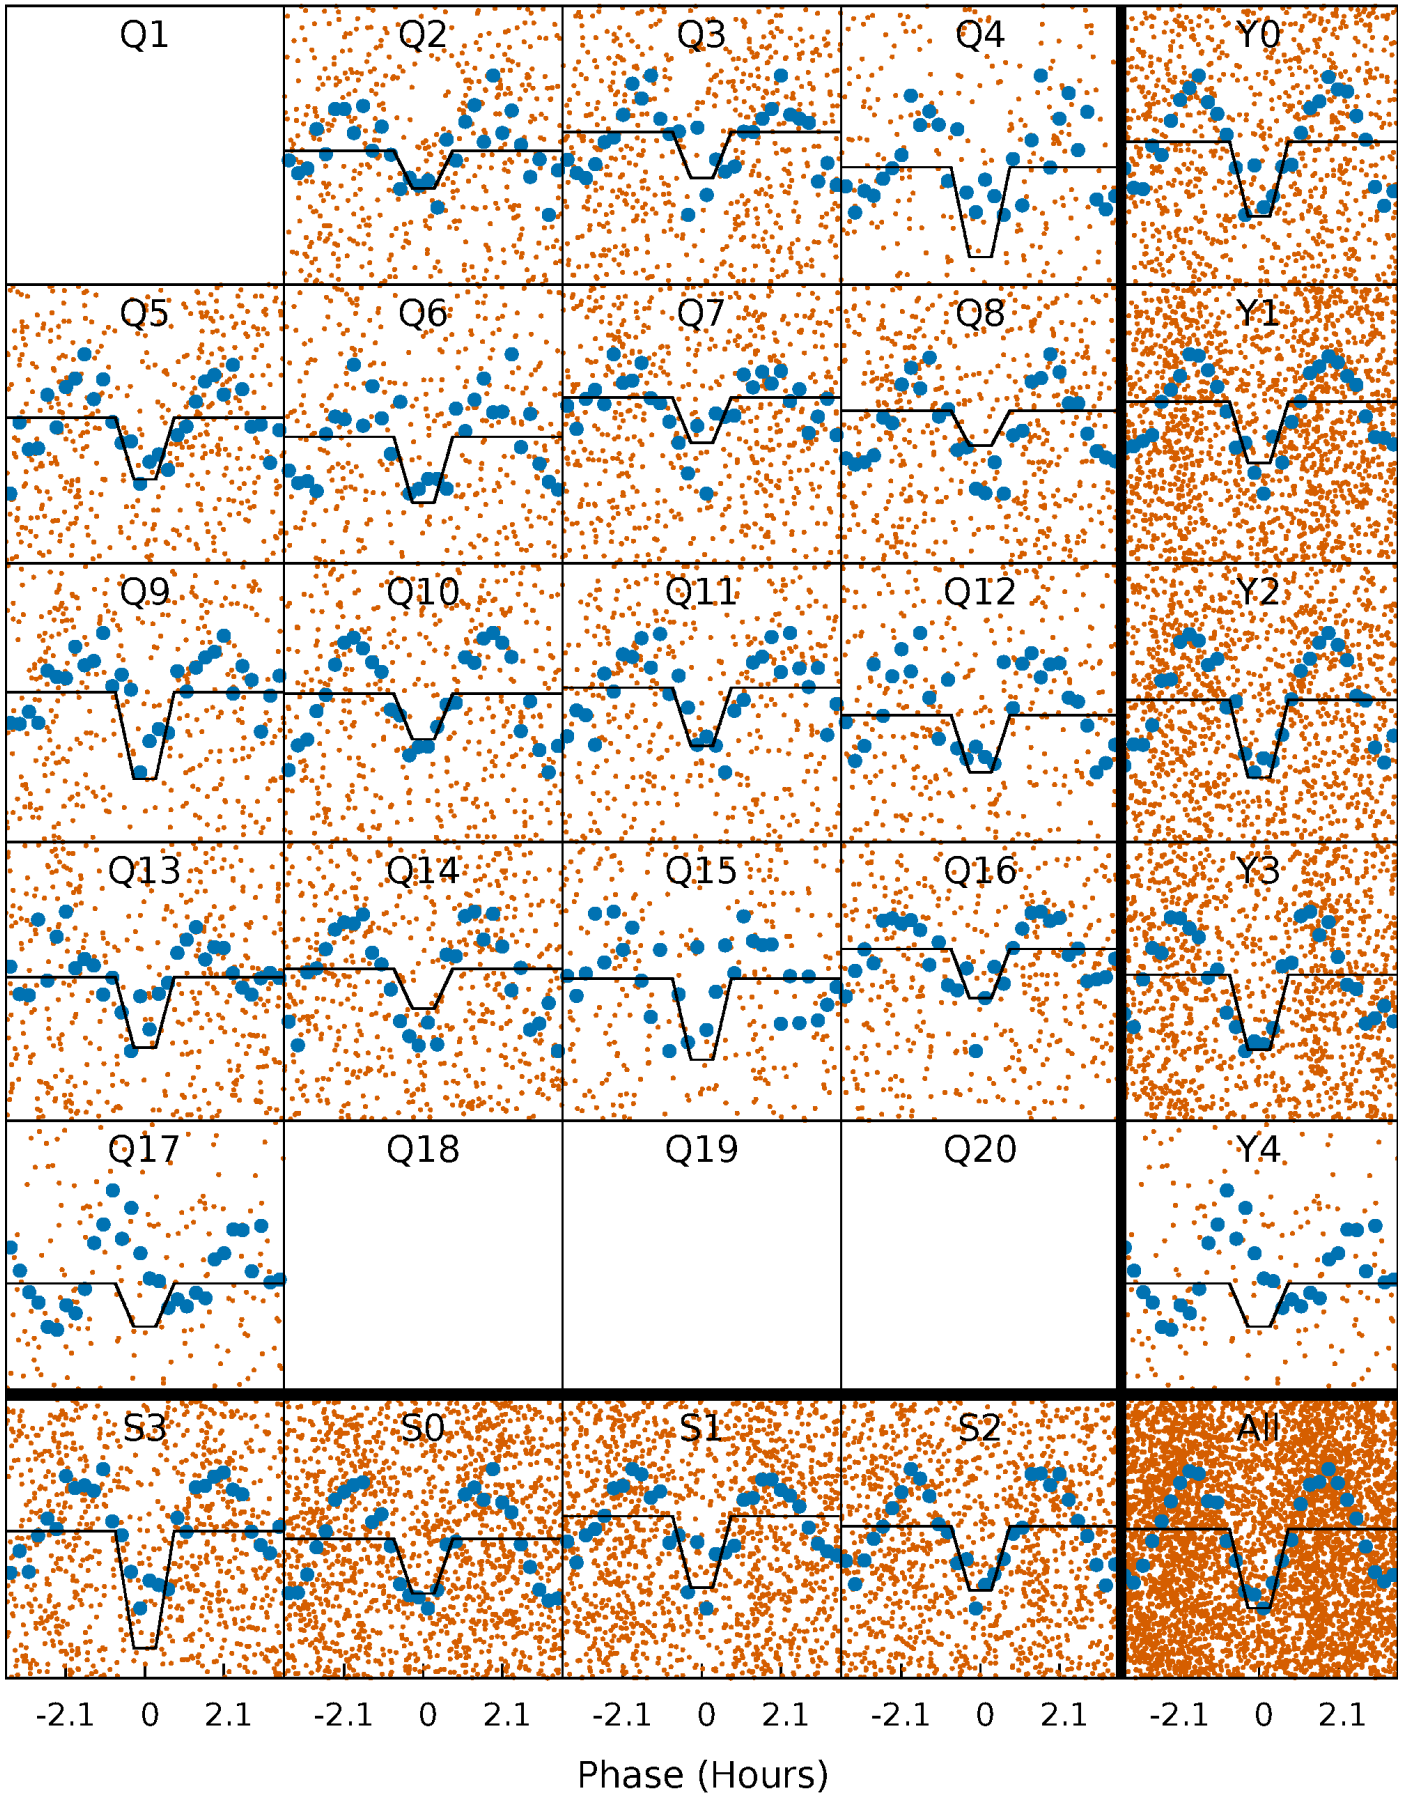 Q1 Q2 Q3 Q4 Y0
Q5 Q6 Q7 Q8 Y1
Q9 Q10 Q11 Q12 Y2
Q13 Q14 Q15 Q16 Y3
Q17 Q18 Q19 Q20 Y4
S3 S0 S1 S2 All
-2.1 0 2.1 -2.1 0 2.1 -2.1 0 2.1 -2.1 0 2.1 -2.1 0 2.1
Phase (Hours)